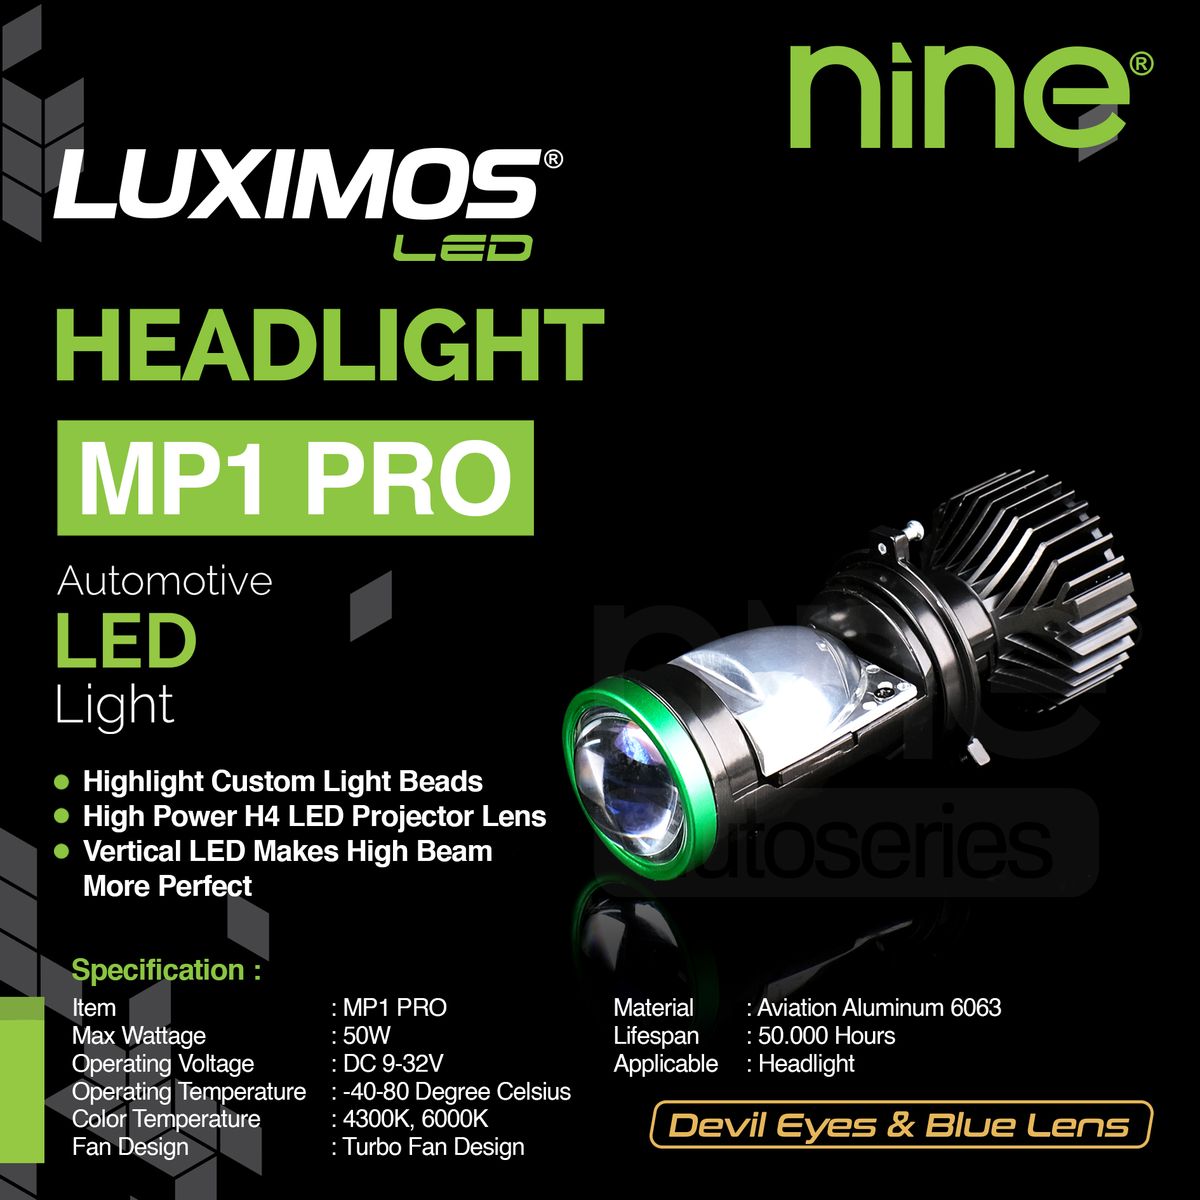 nine®
LUXIMOS®
LED
HEADLIGHT
MP1 PRO
Automotive
LED
Light
• Highlight Custom Light Beads
• High Power H4 LED Projector Lens
• Vertical LED Makes High Beam
More Perfect
nine
autoseries
Specification :
Item : MP1 PRO
Max Wattage : 50W
Operating Voltage : DC 9-32V
Operating Temperature : -40-80 Degree Celsius
Color Temperature : 4300K, 6000K
Fan Design : Turbo Fan Design
Material : Aviation Aluminum 6063
Lifespan : 50.000 Hours
Applicable : Headlight
Devil Eyes & Blue Lens